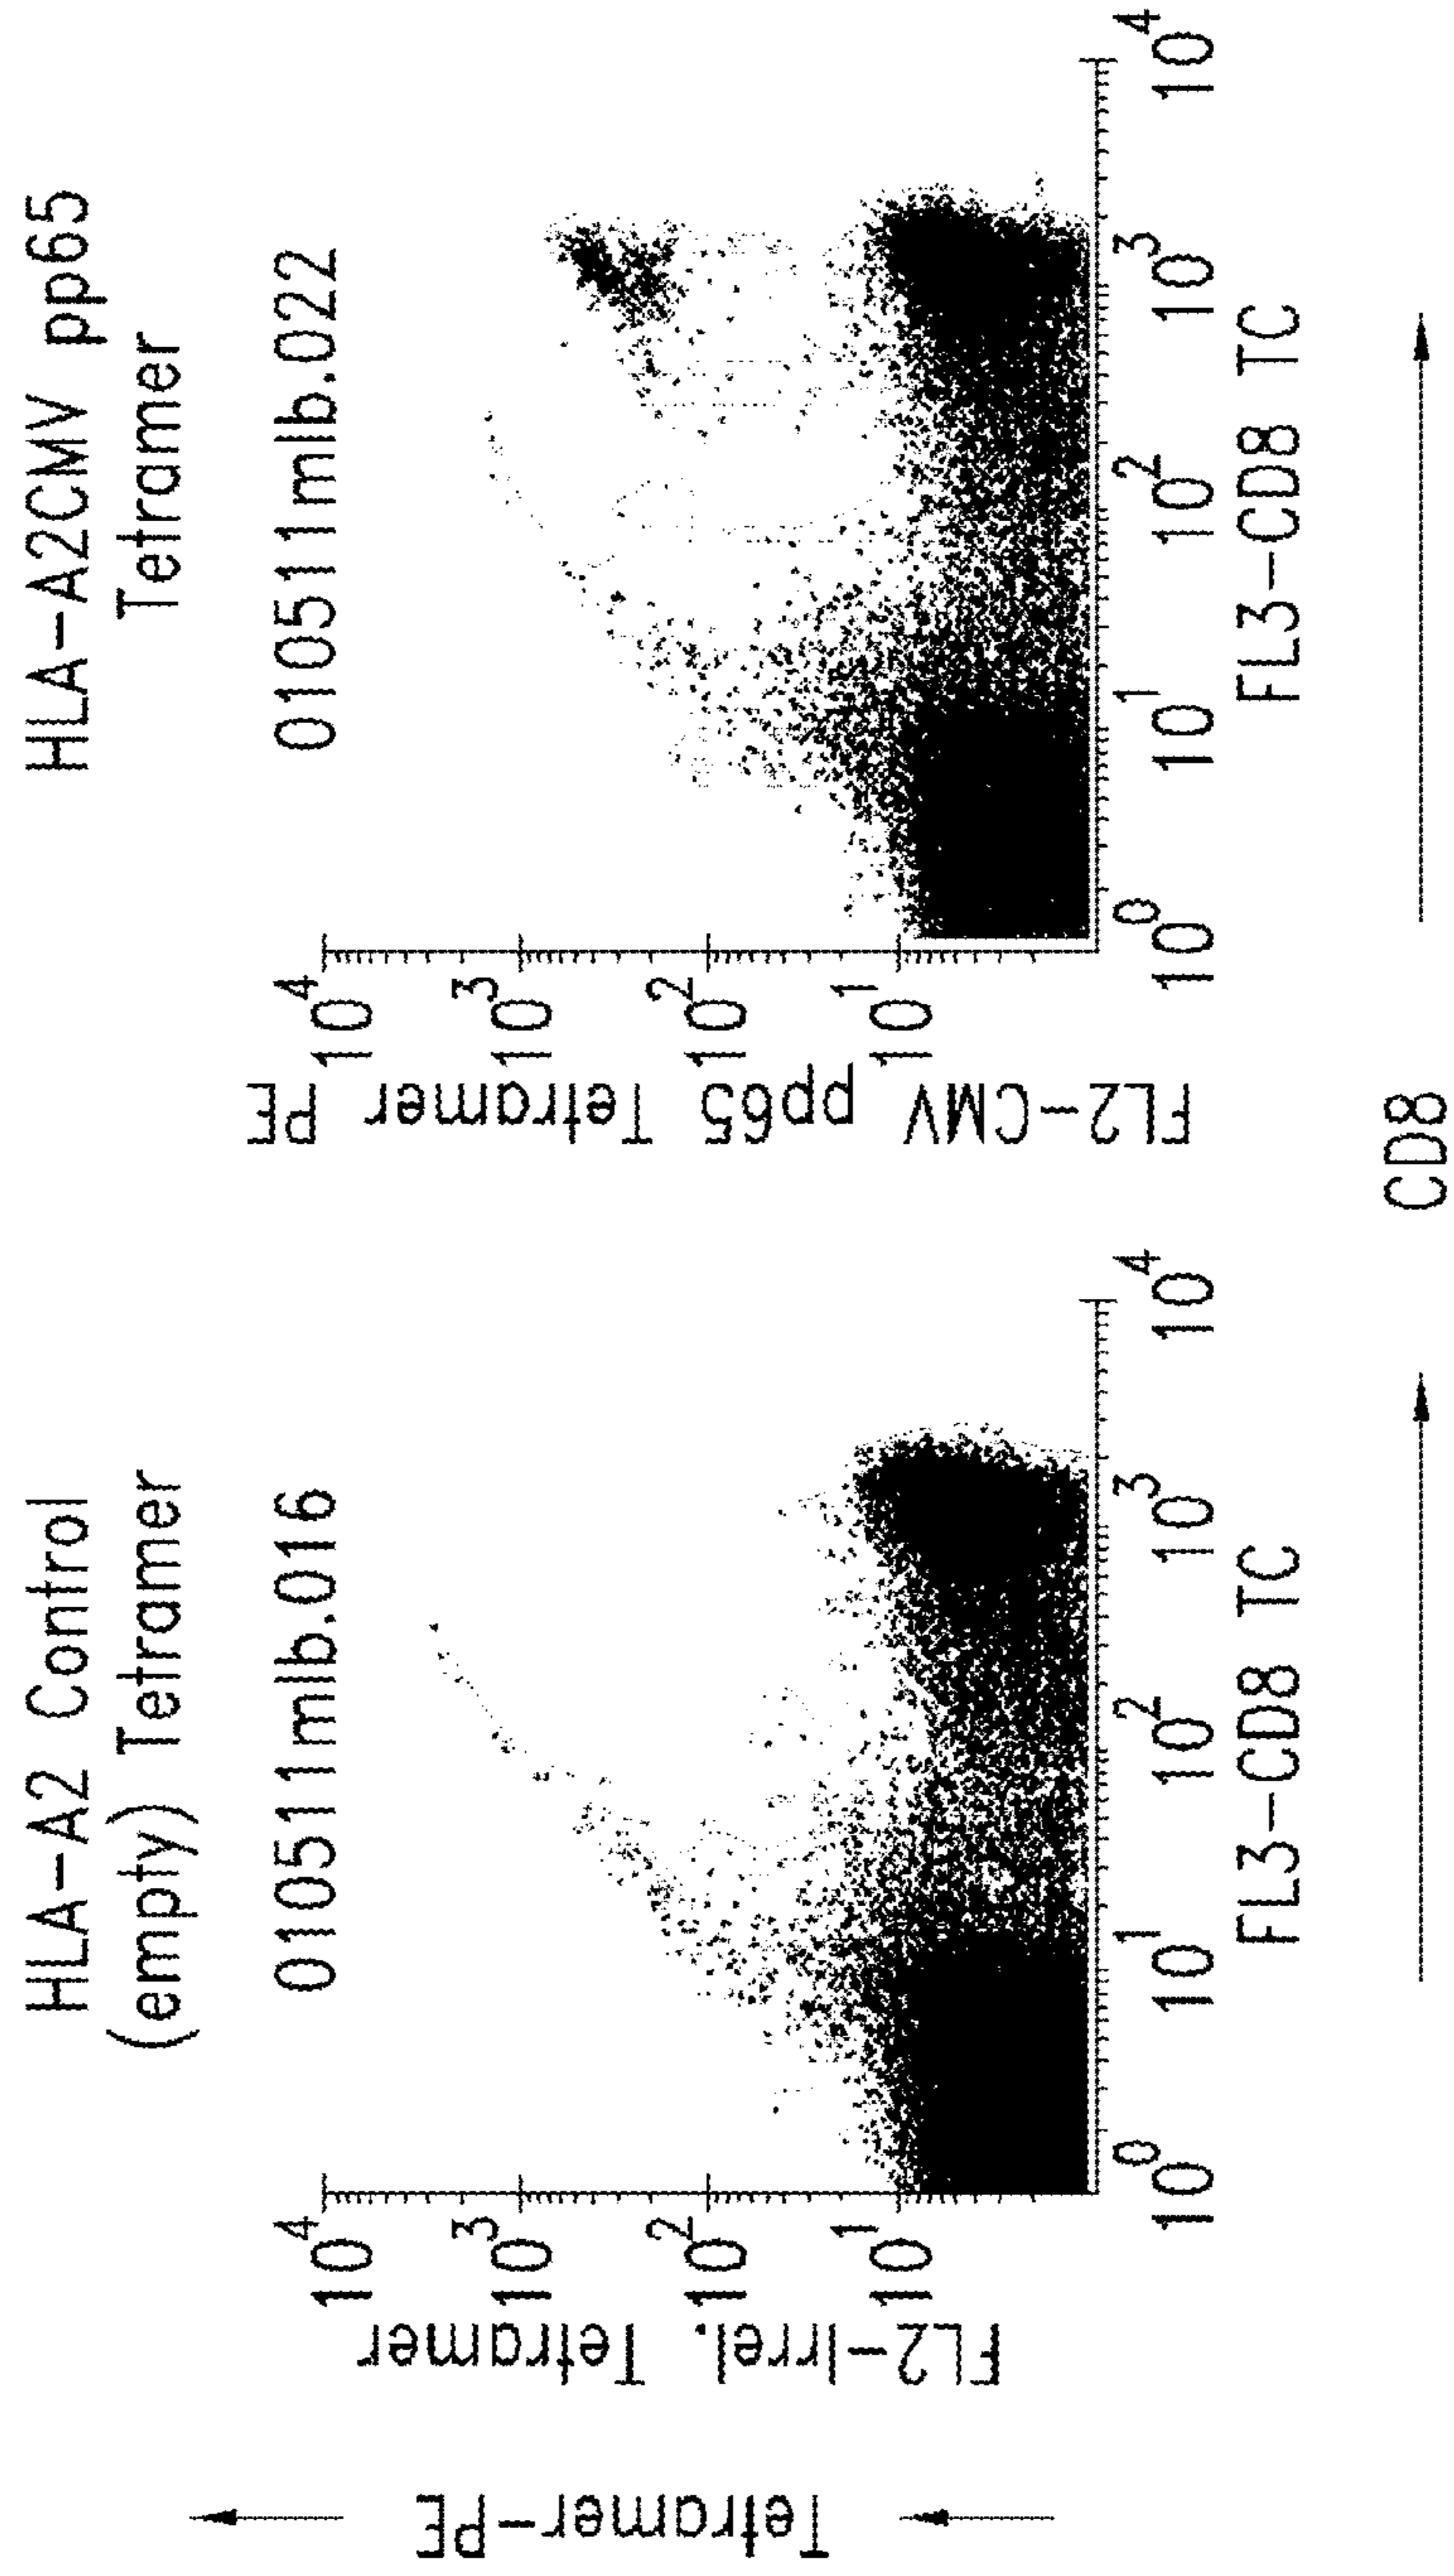 HLA-A2 Control
(empty) Tetramer
010511mlb.016
Tetramer-PE
FL2-Irrel. Tetramer
10^4
10^3
10^2
10^1
10^0 10^1 10^2 10^3 10^4
FL3-CD8 TC
HLA-A2CMV pp65
Tetramer
010511mlb.022
FL2-CMV pp65 Tetramer PE
10^4
10^3
10^2
10^1
10^0 10^1 10^2 10^3 10^4
FL3-CD8 TC
CD8